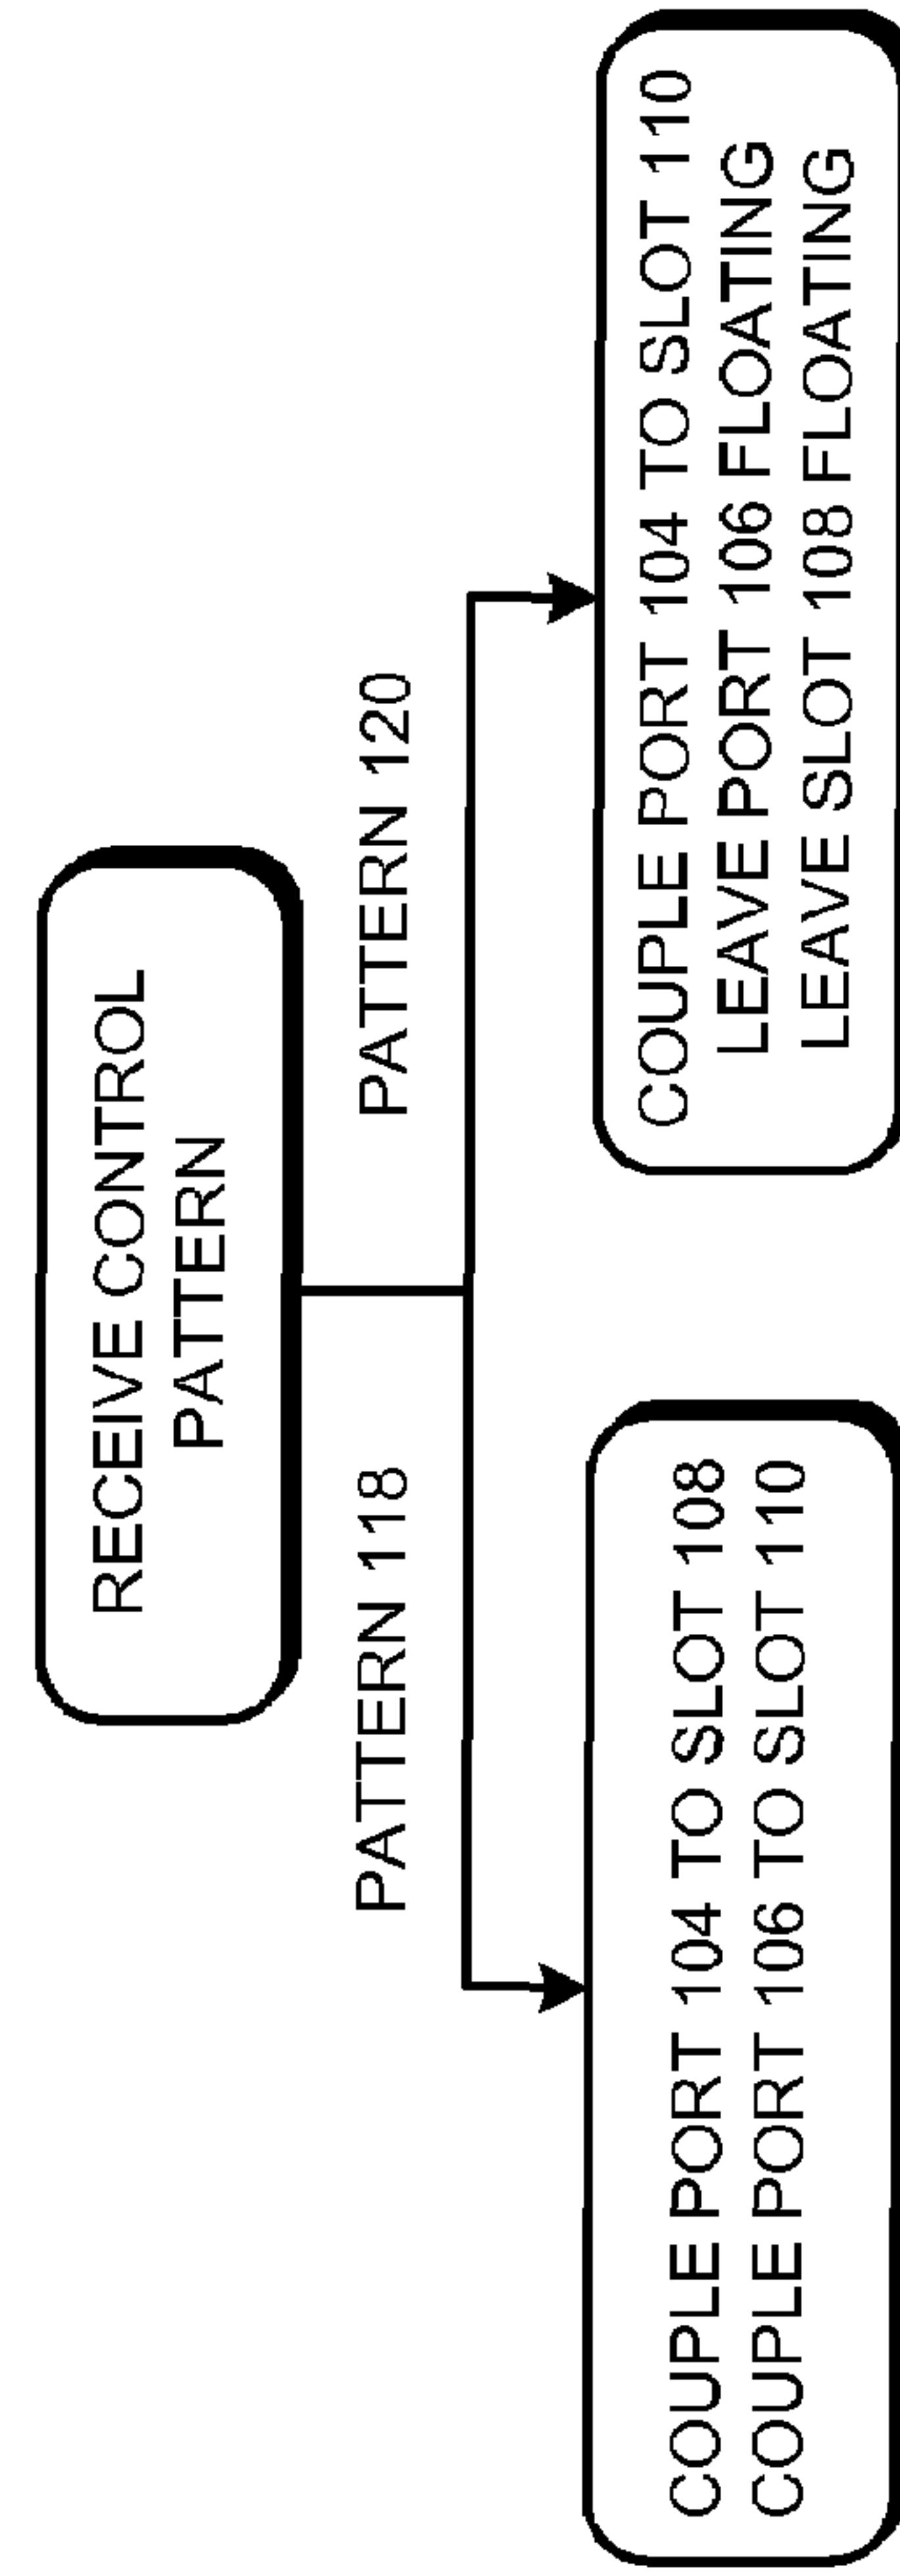 RECEIVE CONTROL
PATTERN
PATTERN 118
PATTERN 120
COUPLE PORT 104 TO SLOT 108
COUPLE PORT 106 TO SLOT 110
COUPLE PORT 104 TO SLOT 110
LEAVE PORT 106 FLOATING
LEAVE SLOT 108 FLOATING